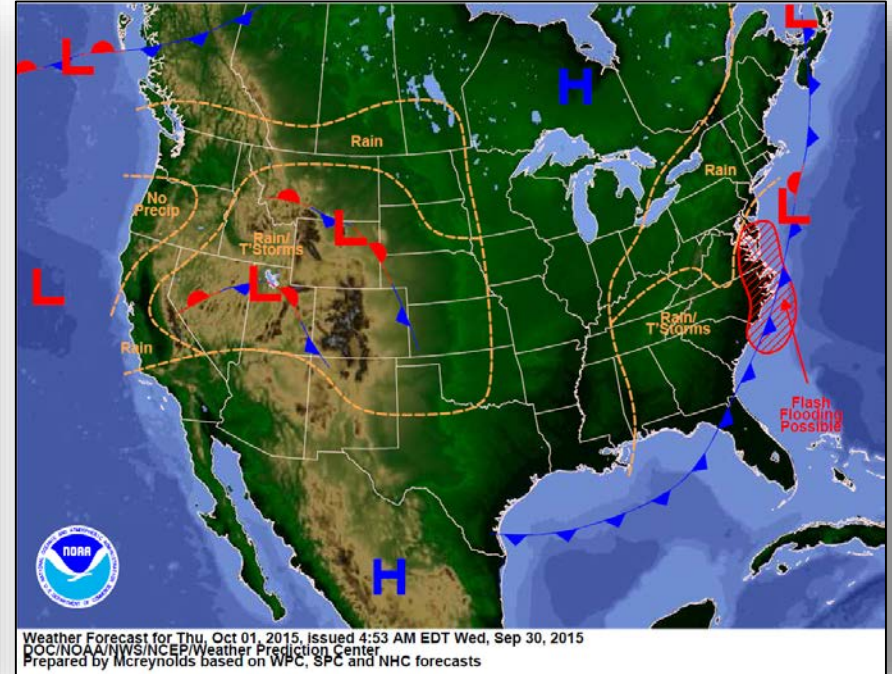 L
L
H
Rain
Rain
No
Precip
L
L
Rain/
T'Storms
L
L
Rain/
T'Storms
Rain
Flash
Flooding
Possible
H
NOAA
Weather Forecast for Thu, Oct 01, 2015, issued 4:53 AM EDT Wed, Sep 30, 2015
DOC/NOAA/NWS/NCEP/Weather Prediction Center
Prepared by Mcreynolds based on WPC, SPC and NHC forecasts